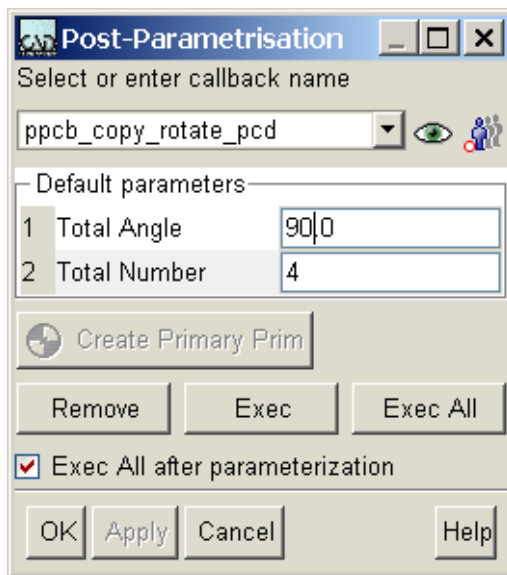 CAD Post-Parametrisation
Select or enter callback name
ppcb_copy_rotate_pcd
Default parameters
1 Total Angle 90.0
2 Total Number 4
Create Primary Prim
Remove Exec Exec All
Exec All after parameterization
OK Apply Cancel Help